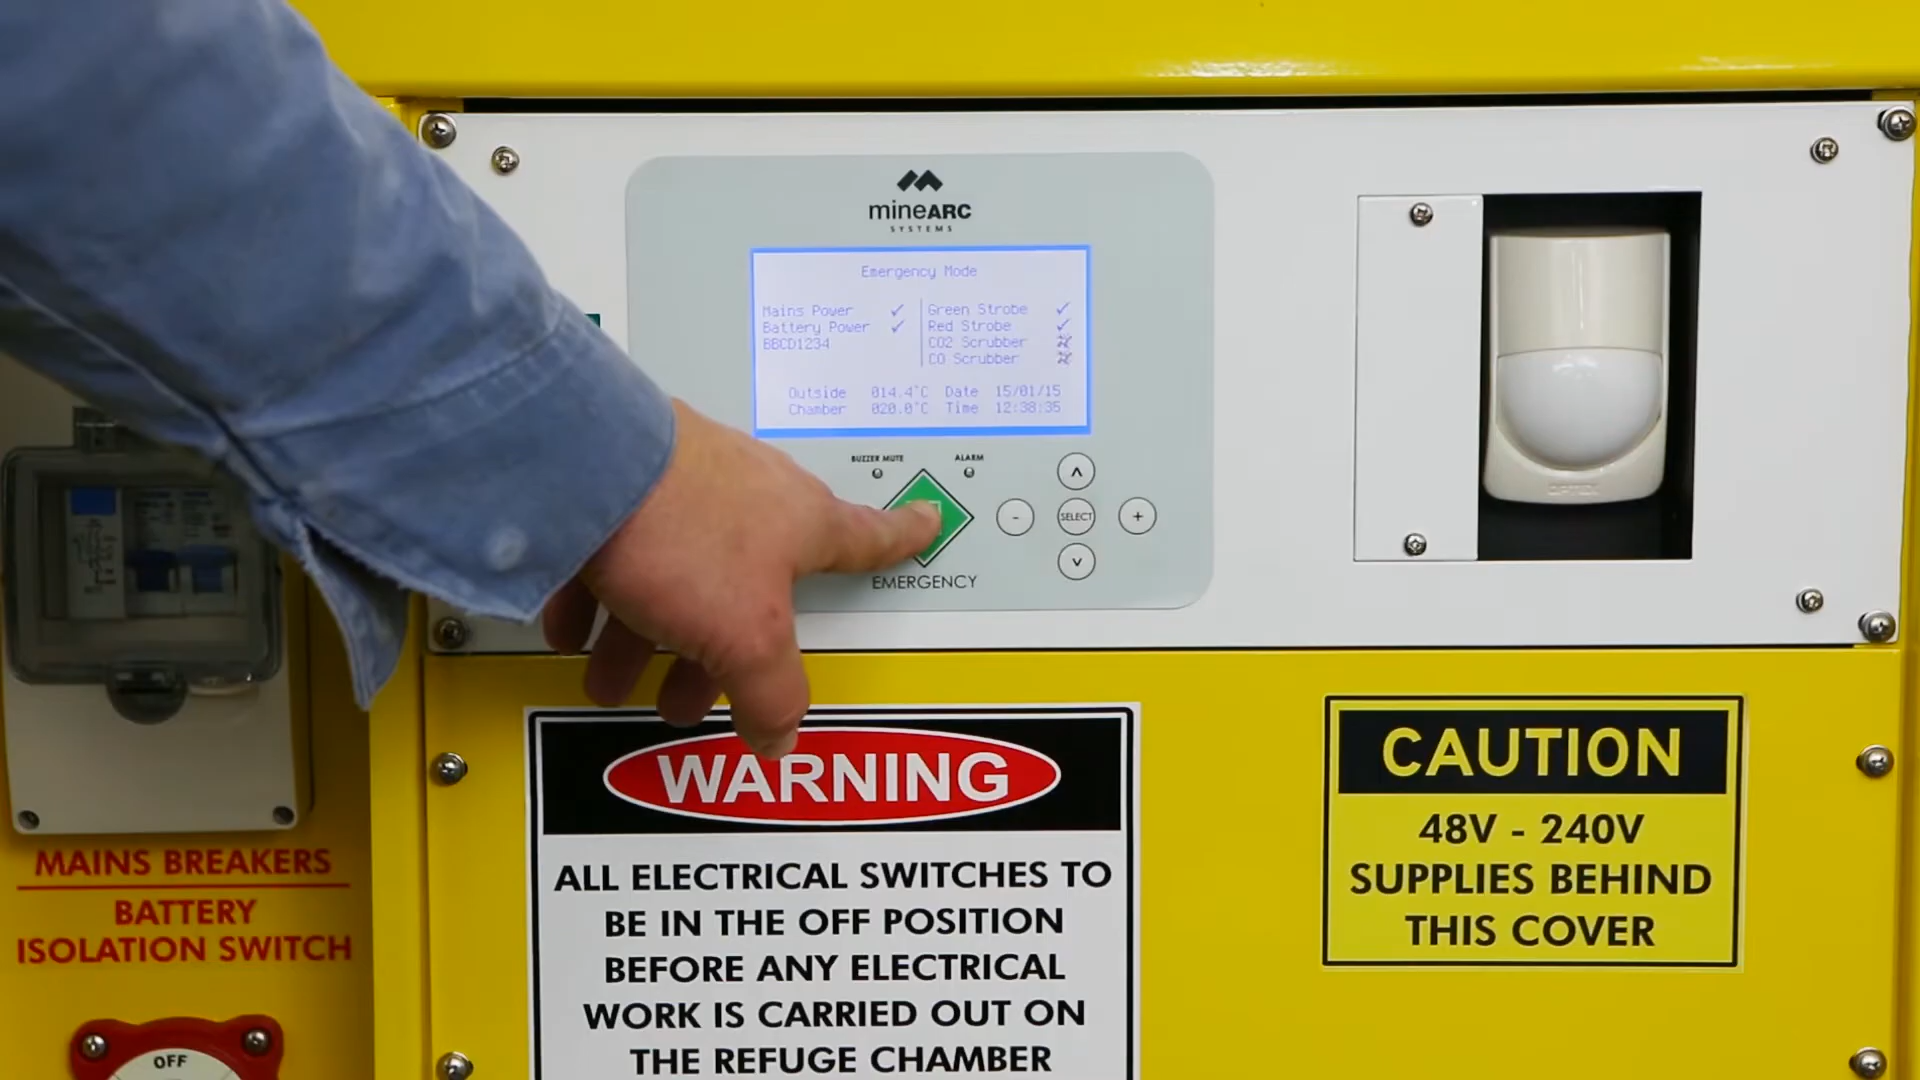 mineARC
SYSTEMS
Emergency Mode
Mains Power ✓
Battery Power ✓
BBCD1234
Green Strobe ✓
Red Strobe ✓
CO2 Scrubber
CO Scrubber
Outside 014.4°C Date 15/01/15
Chamber 020.0°C Time 12:38:35
BUZZER MUTE
ALARM
^
- SELECT +
v
EMERGENCY
OPTEX
MAINS BREAKERS
BATTERY
ISOLATION SWITCH
OFF
WARNING
ALL ELECTRICAL SWITCHES TO
BE IN THE OFF POSITION
BEFORE ANY ELECTRICAL
WORK IS CARRIED OUT ON
THE REFUGE CHAMBER
CAUTION
48V - 240V
SUPPLIES BEHIND
THIS COVER